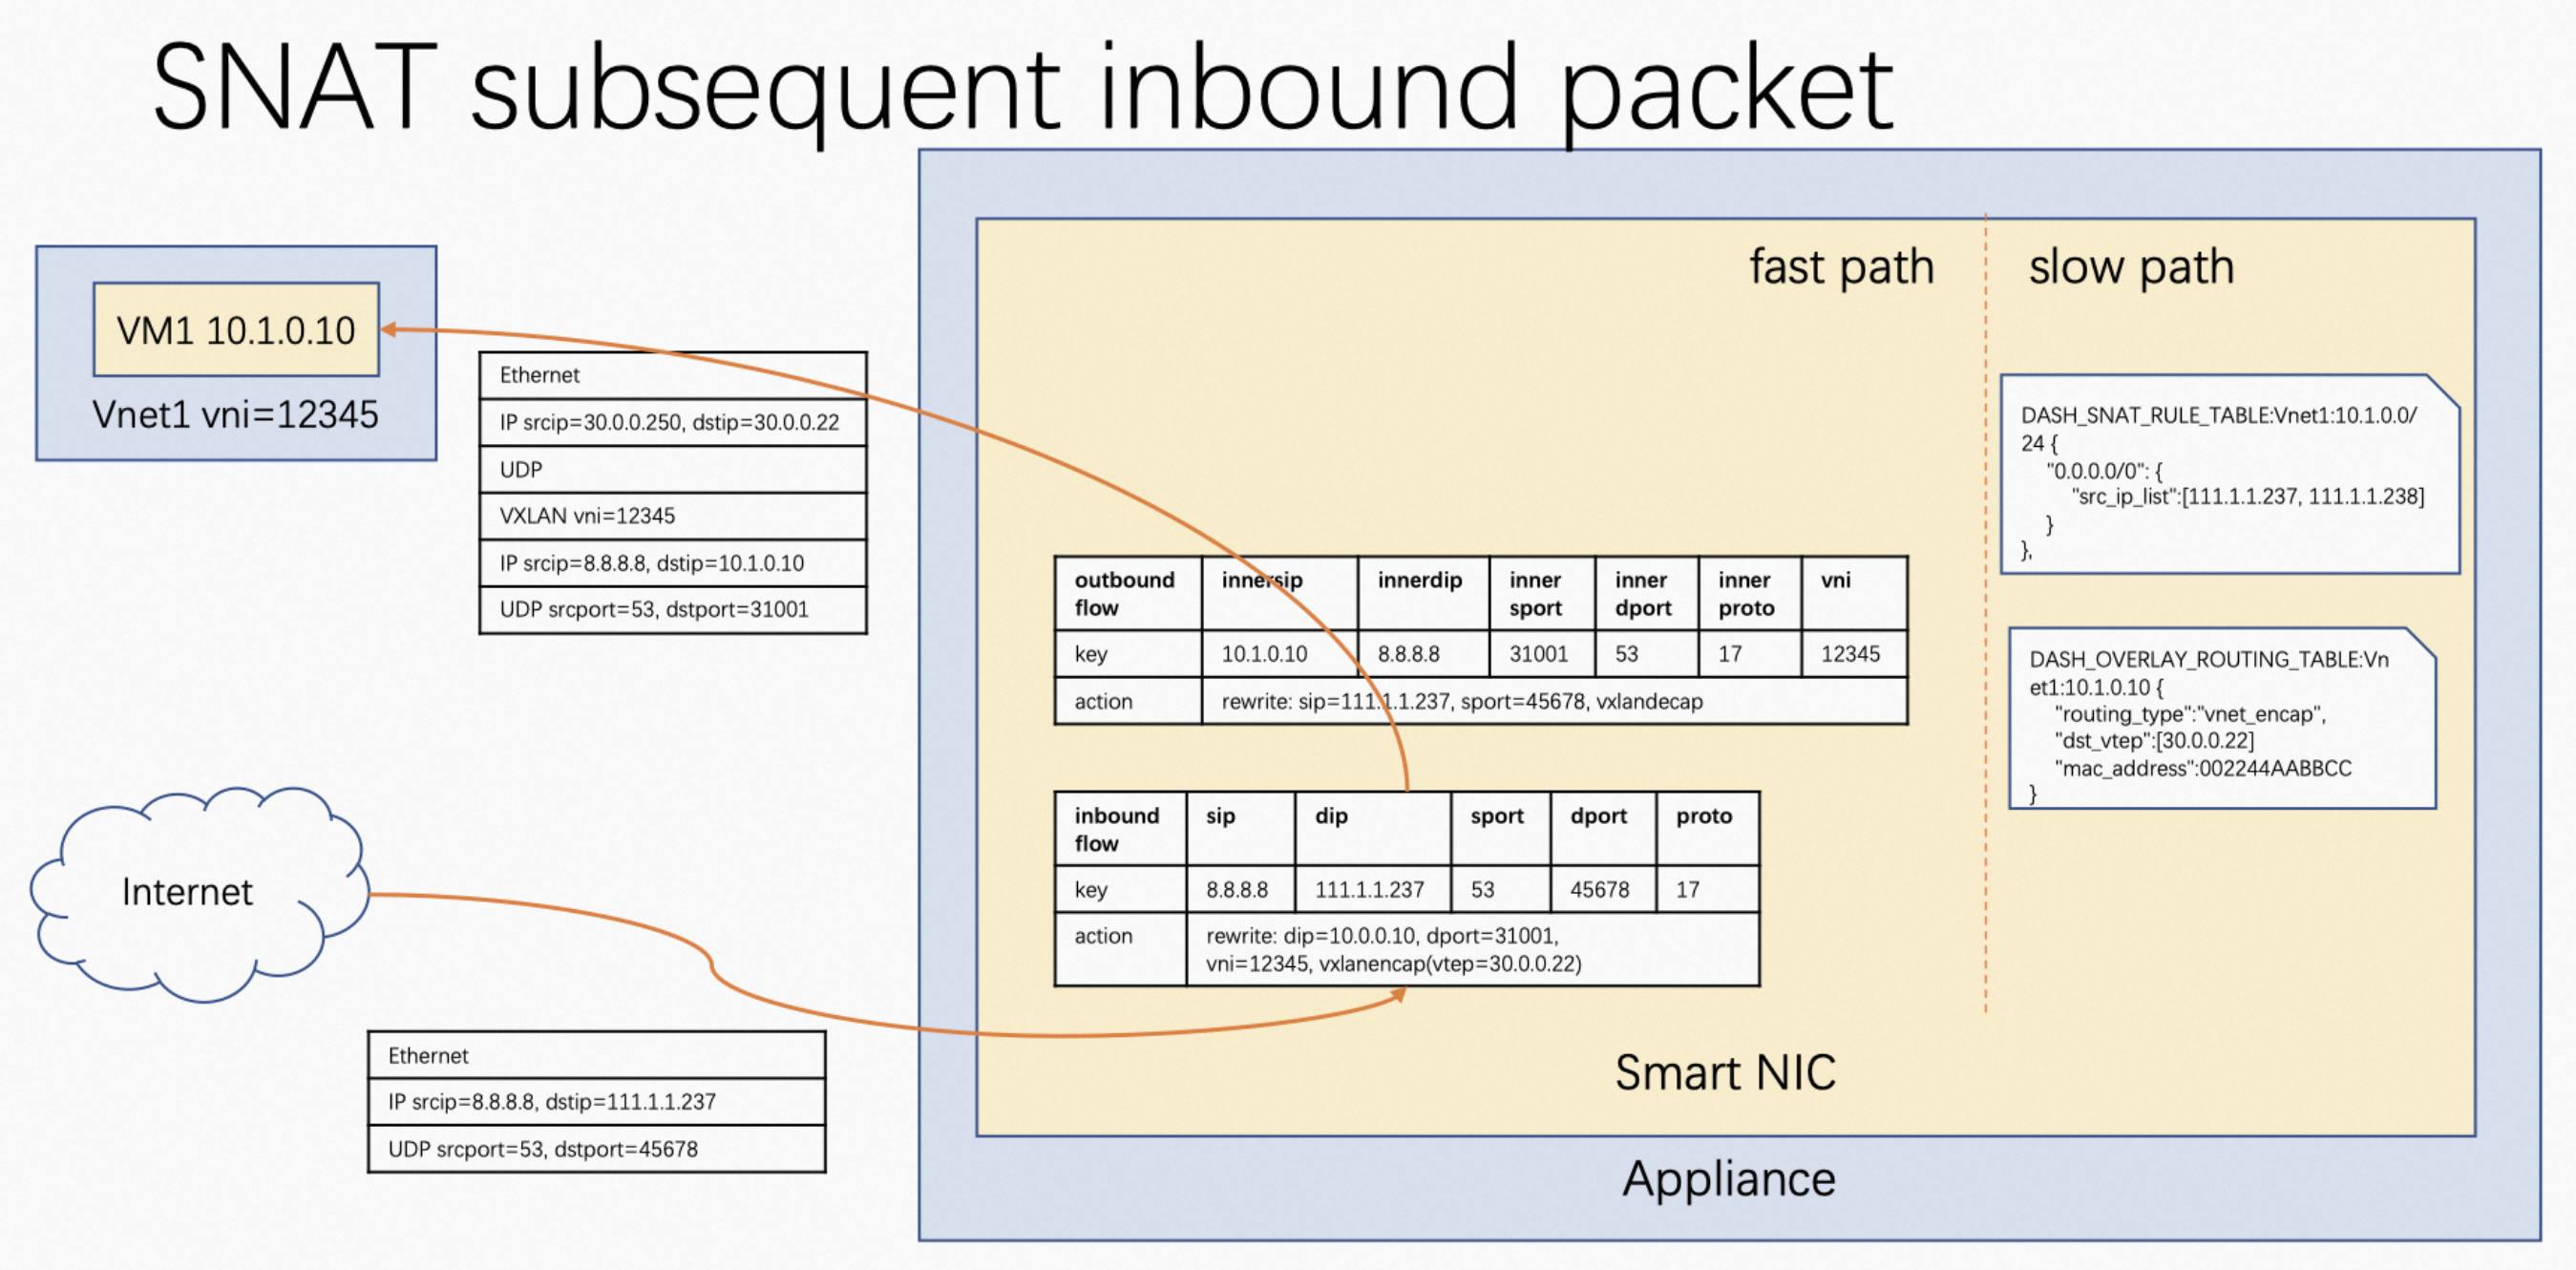 SNAT subsequent inbound packet
fast path
slow path
VM1 10.1.0.10
Vnet1 vni=12345
Ethernet
IP srcip=30.0.0.250, dstip=30.0.0.22
UDP
VXLAN vni=12345
IP srcip=8.8.8.8, dstip=10.1.0.10
UDP srcport=53, dstport=31001
DASH_SNAT_RULE_TABLE:Vnet1:10.1.0.0/
24 {
"0.0.0.0/0": {
"src_ip_list":[111.1.1.237, 111.1.1.238]
}
},
outbound flow innersip innerdip inner sport inner dport inner proto vni
key 10.1.0.10 8.8.8.8 31001 53 17 12345
action rewrite: sip=111.1.1.237, sport=45678, vxlandecap
DASH_OVERLAY_ROUTING_TABLE:Vn
et1:10.1.0.10 {
"routing_type":"vnet_encap",
"dst_vtep":[30.0.0.22]
"mac_address":002244AABBCC
}
inbound flow sip dip sport dport proto
key 8.8.8.8 111.1.1.237 53 45678 17
action rewrite: dip=10.0.0.10, dport=31001,
vni=12345, vxlanencap(vtep=30.0.0.22)
Internet
Ethernet
IP srcip=8.8.8.8, dstip=111.1.1.237
UDP srcport=53, dstport=45678
Smart NIC
Appliance